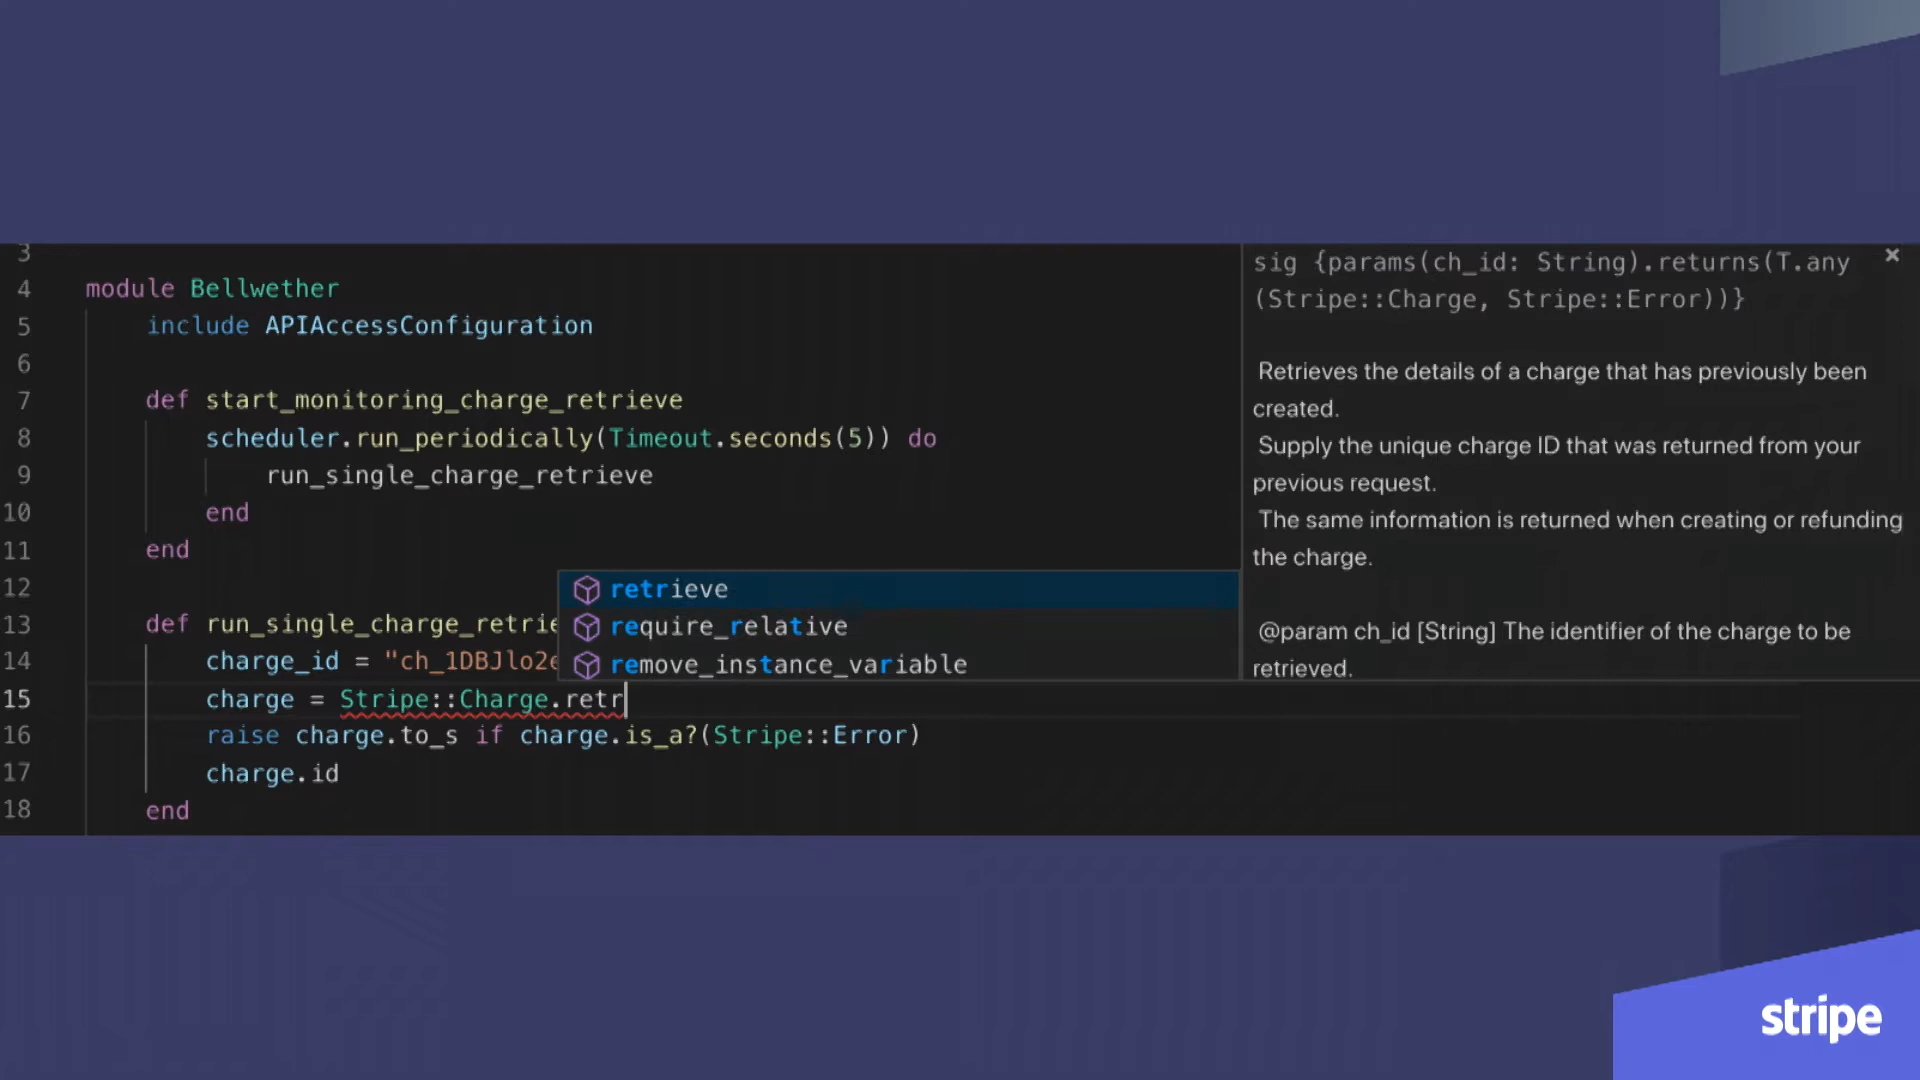 3
4 module Bellwether
5 include APIAccessConfiguration
6
7 def start_monitoring_charge_retrieve
8 scheduler.run_periodically(Timeout.seconds(5)) do
9 run_single_charge_retrieve
10 end
11 end
12
13 def run_single_charge_retrie
14 charge_id = "ch_1DBJlo2e
15 charge = Stripe::Charge.retr
16 raise charge.to_s if charge.is_a?(Stripe::Error)
17 charge.id
18 end
retrieve
require_relative
remove_instance_variable
sig {params(ch_id: String).returns(T.any
(Stripe::Charge, Stripe::Error))}
Retrieves the details of a charge that has previously been
created.
Supply the unique charge ID that was returned from your
previous request.
The same information is returned when creating or refunding
the charge.
@param ch_id [String] The identifier of the charge to be
retrieved.
stripe